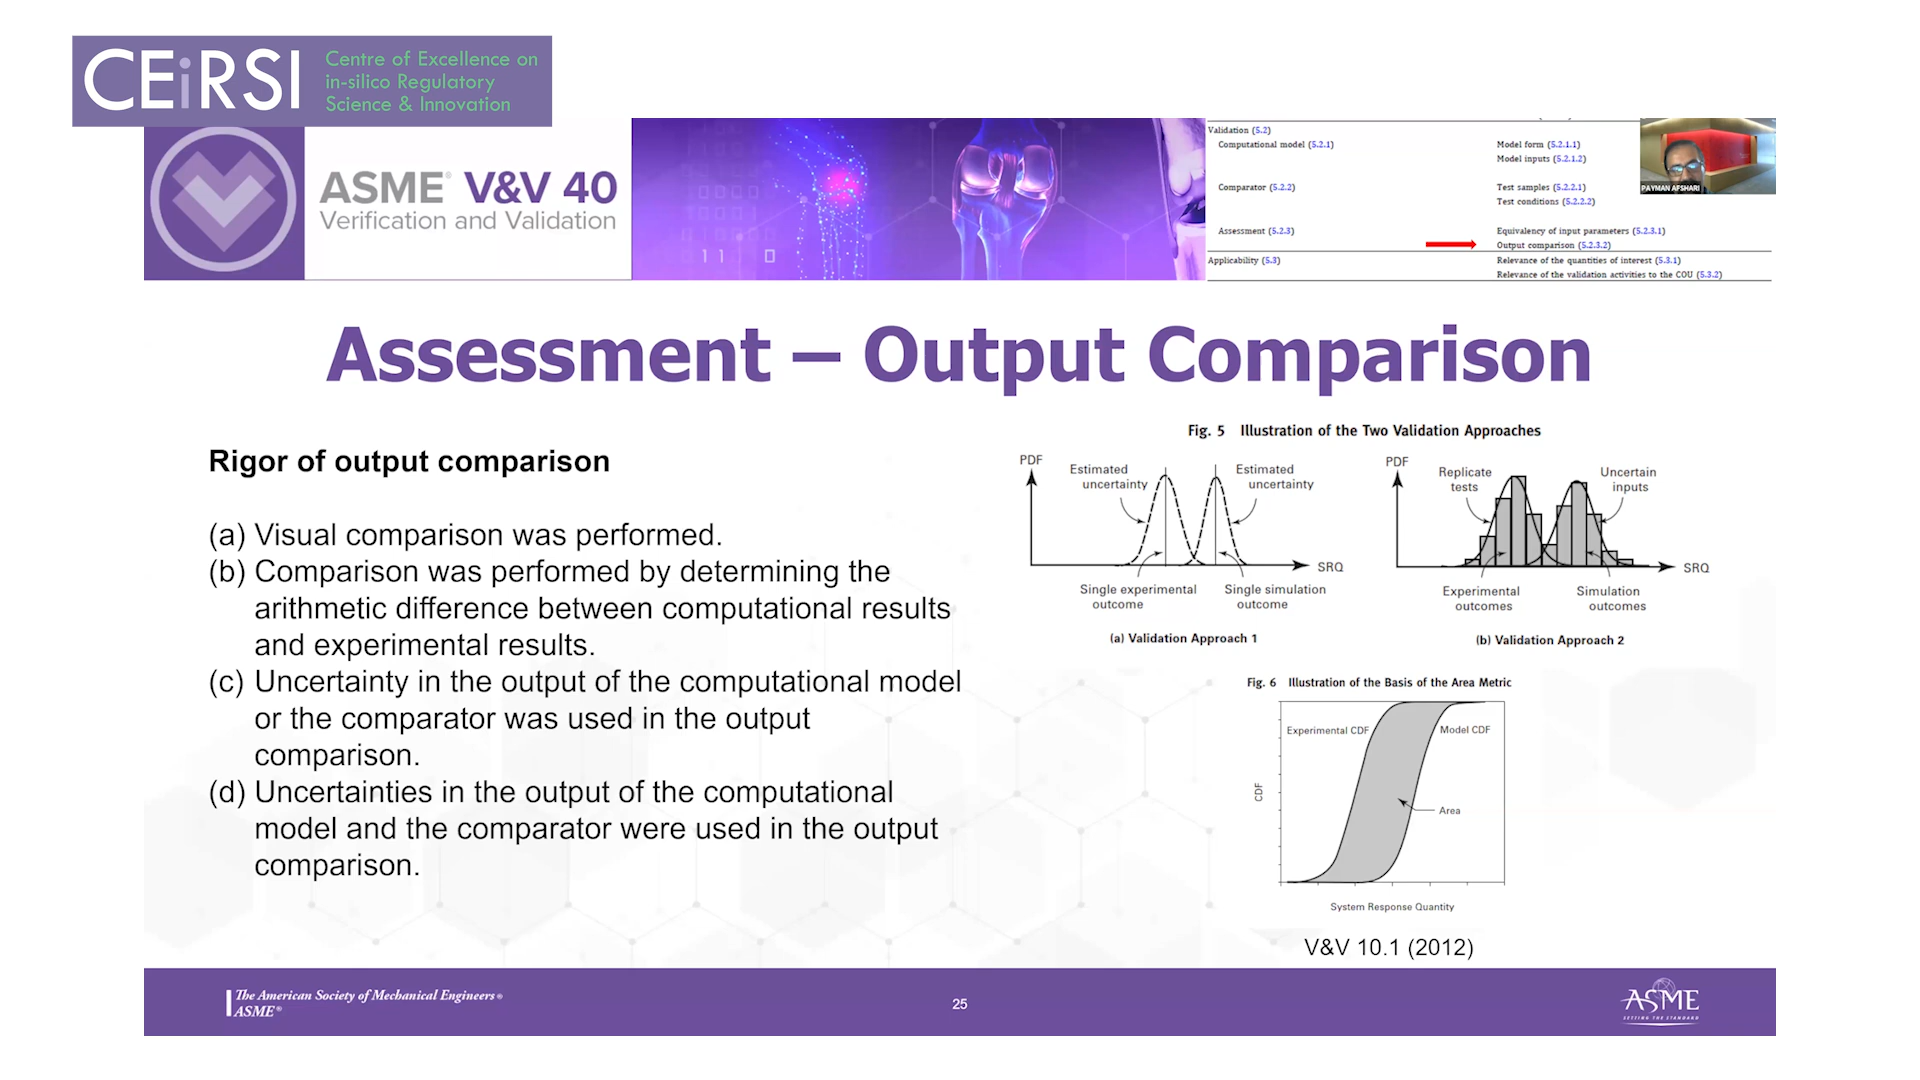 CEiRSI
Centre of Excellence on
in-silico Regulatory
Science & Innovation
ASME® V&V 40
Verification and Validation
Validation (5.2)
Computational model (5.2.1) Model form (5.2.1.1)
Model inputs (5.2.1.2)
Comparator (5.2.2) Test samples (5.2.2.1)
Test conditions (5.2.2.2)
Assessment (5.2.3) Equivalency of input parameters (5.2.3.1)
Output comparison (5.2.3.2)
Applicability (5.3) Relevance of the quantities of interest (5.3.1)
Relevance of the validation activities to the COU (5.3.2)
PAYMAN AFSHARI
Assessment – Output Comparison
Rigor of output comparison
(a) Visual comparison was performed.
(b) Comparison was performed by determining the
arithmetic difference between computational results
and experimental results.
(c) Uncertainty in the output of the computational model
or the comparator was used in the output
comparison.
(d) Uncertainties in the output of the computational
model and the comparator were used in the output
comparison.
Fig. 5 Illustration of the Two Validation Approaches
PDF
Estimated
uncertainty
Estimated
uncertainty
SRQ
Single experimental
outcome
Single simulation
outcome
(a) Validation Approach 1
PDF
Replicate
tests
Uncertain
inputs
SRQ
Experimental
outcomes
Simulation
outcomes
(b) Validation Approach 2
Fig. 6 Illustration of the Basis of the Area Metric
Experimental CDF
Model CDF
CDF
Area
System Response Quantity
V&V 10.1 (2012)
The American Society of Mechanical Engineers®
ASME®
25
ASME
SETTING THE STANDARD